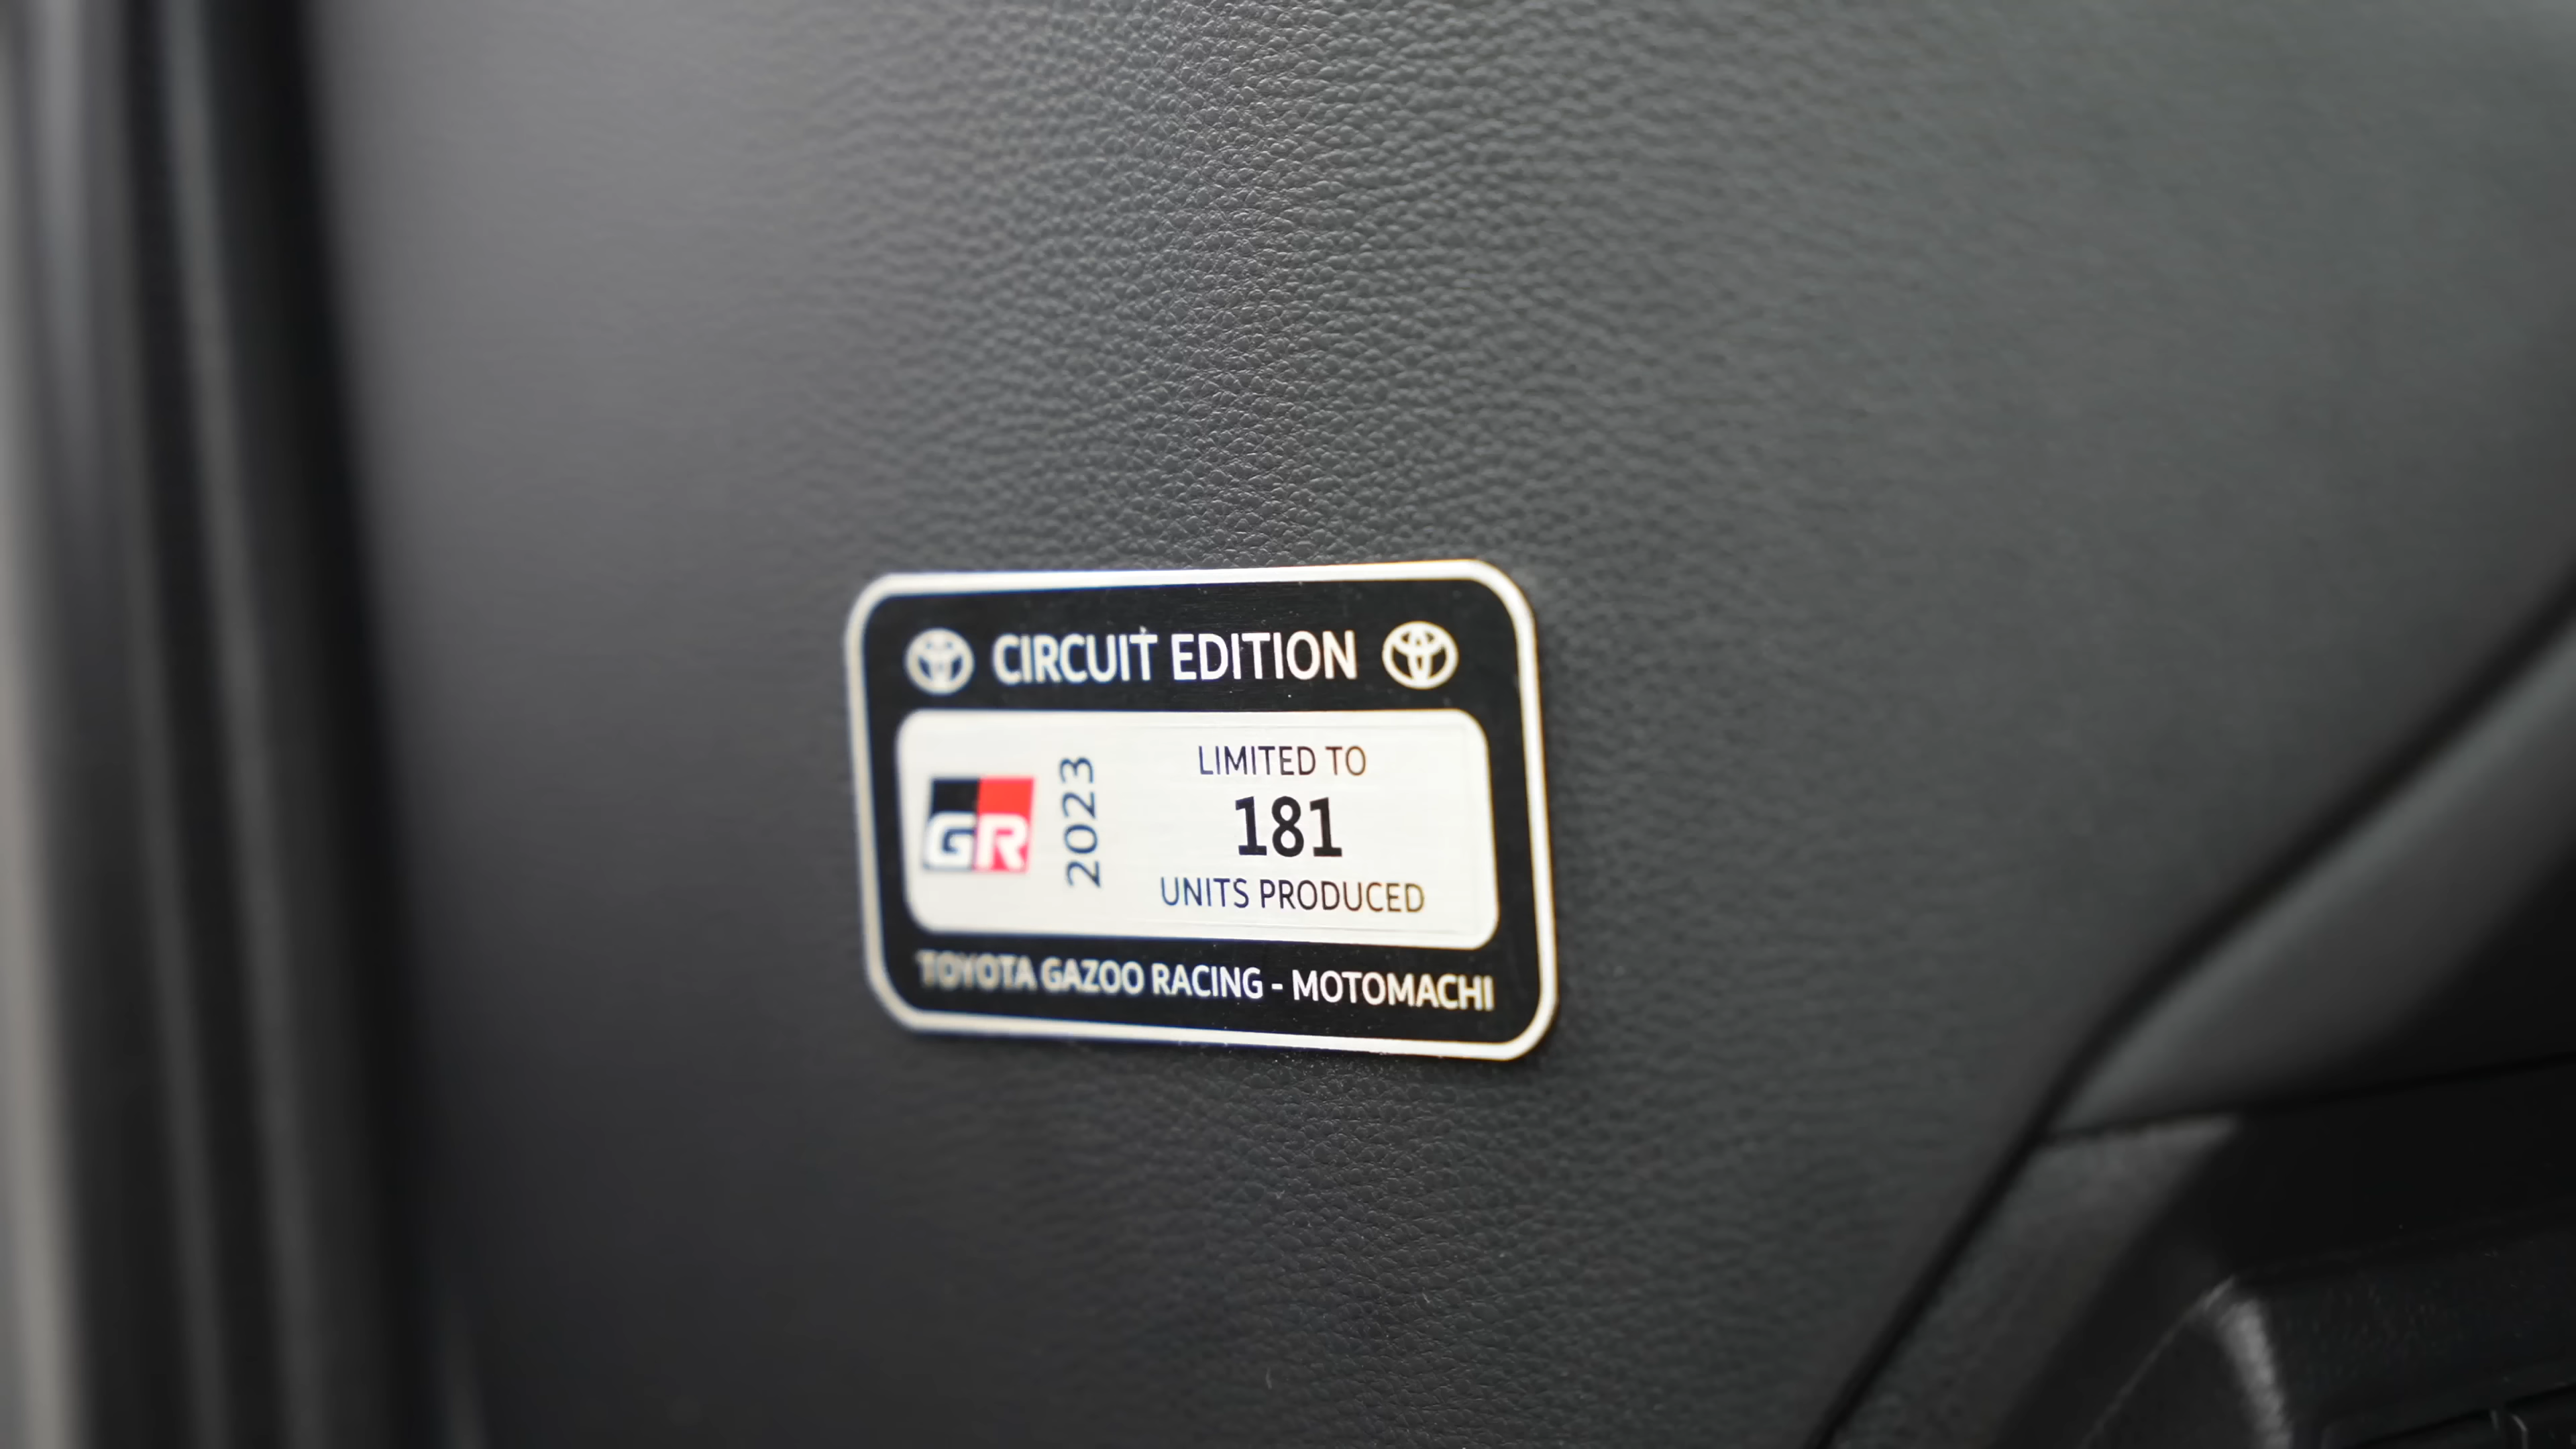 CIRCUIT EDITION
GR
2023
LIMITED TO
181
UNITS PRODUCED
TOYOTA GAZOO RACING - MOTOMACHI